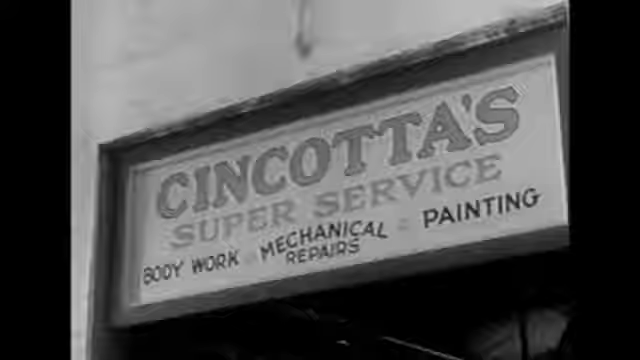 CINCOTTA'S
SUPER SERVICE
BODY WORK - MECHANICAL REPAIRS - PAINTING